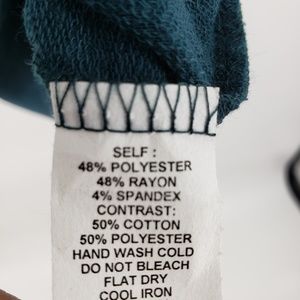 SELF :
48% POLYESTER
48% RAYON
4% SPANDEX
CONTRAST:
50% COTTON
50% POLYESTER
HAND WASH COLD
DO NOT BLEACH
FLAT DRY
COOL IRON